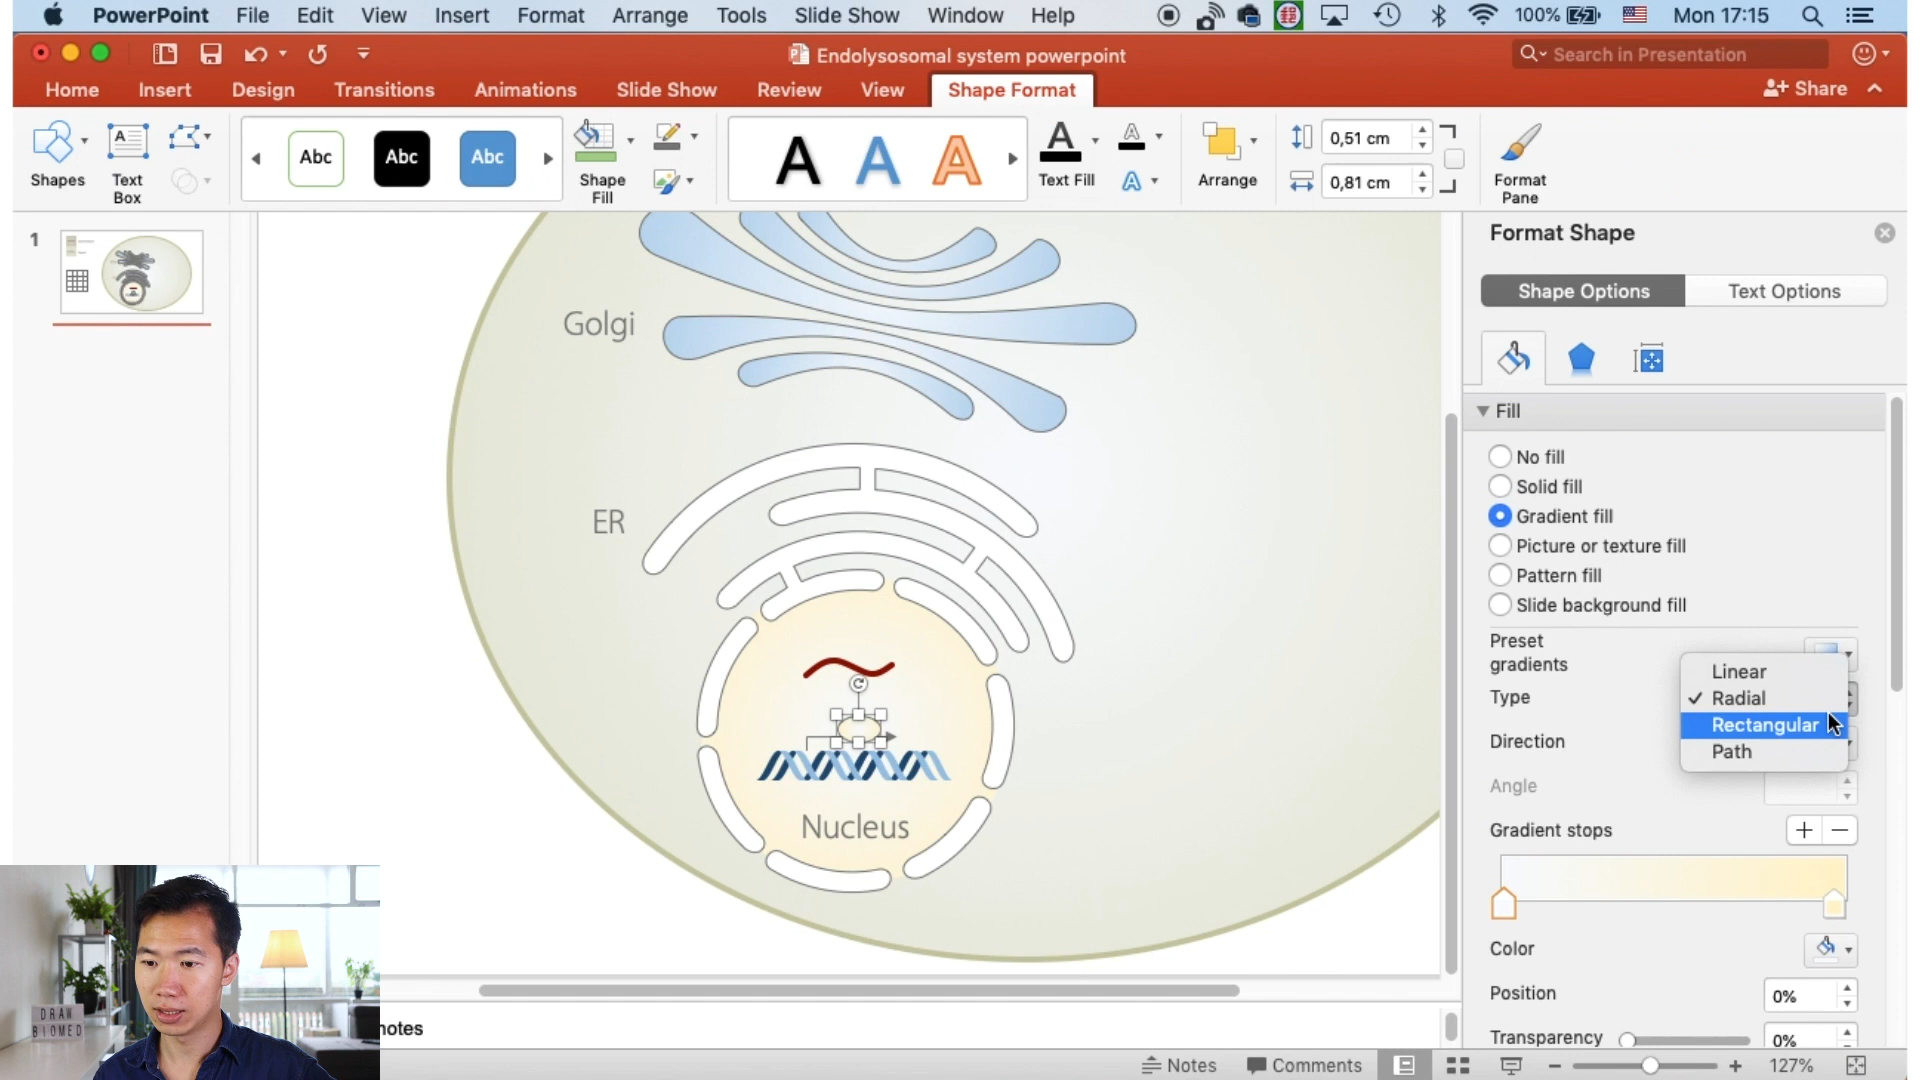 PowerPoint File Edit View Insert Format Arrange Tools Slide Show Window Help 100% Mon 17:15
Endolysosomal system powerpoint
Search in Presentation
Home Insert Design Transitions Animations Slide Show Review View Shape Format Share
Shapes
A
Text
Box
Abc Abc Abc
Shape
Fill
A A A
A
Text Fill
A
A
Arrange
0,51 cm
0,81 cm
Format
Pane
1
Golgi
ER
Nucleus
Format Shape
Shape Options Text Options
Fill
No fill
Solid fill
Gradient fill
Picture or texture fill
Pattern fill
Slide background fill
Preset
gradients
Type
Linear
Radial
Rectangular
Path
Direction
Angle
Gradient stops
Color
Position 0%
Transparency 0%
DRAW
BIOMED
notes
Notes Comments 127%